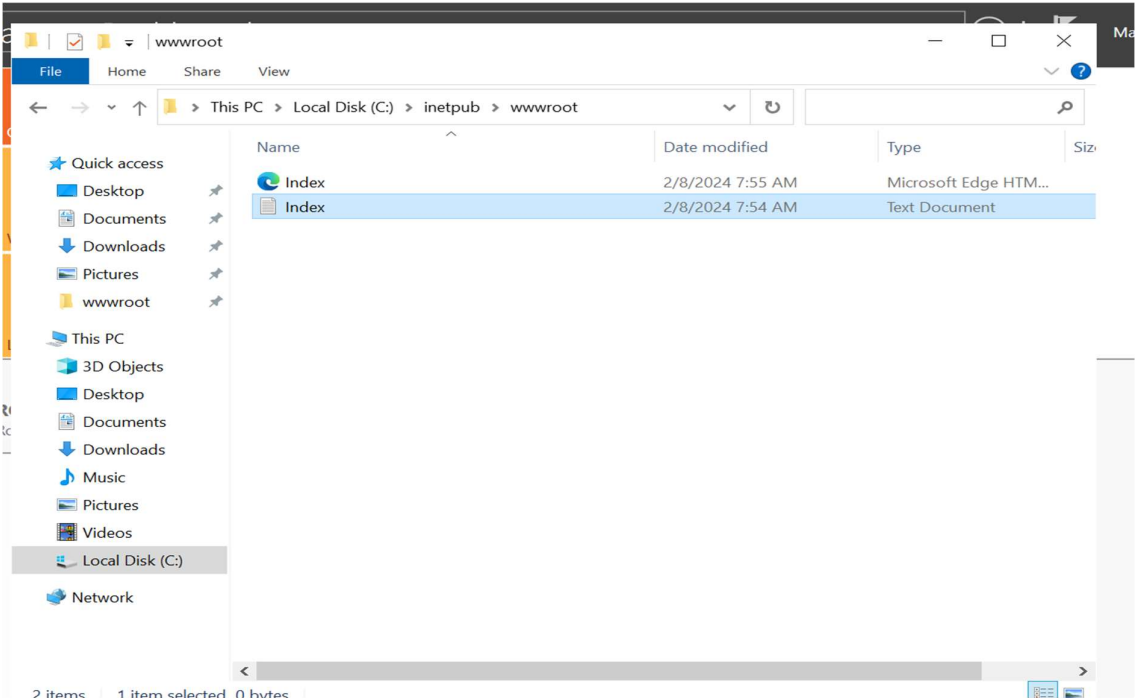 wwwroot
Ma
File Home Share View
This PC Local Disk (C:) inetpub wwwroot
Name Date modified Type Siz
Index 2/8/2024 7:55 AM Microsoft Edge HTM...
Index 2/8/2024 7:54 AM Text Document
Quick access
Desktop
Documents
Downloads
Pictures
wwwroot
This PC
3D Objects
Desktop
Documents
Downloads
Music
Pictures
Videos
Local Disk (C:)
Network
2 items 1 item selected 0 bytes